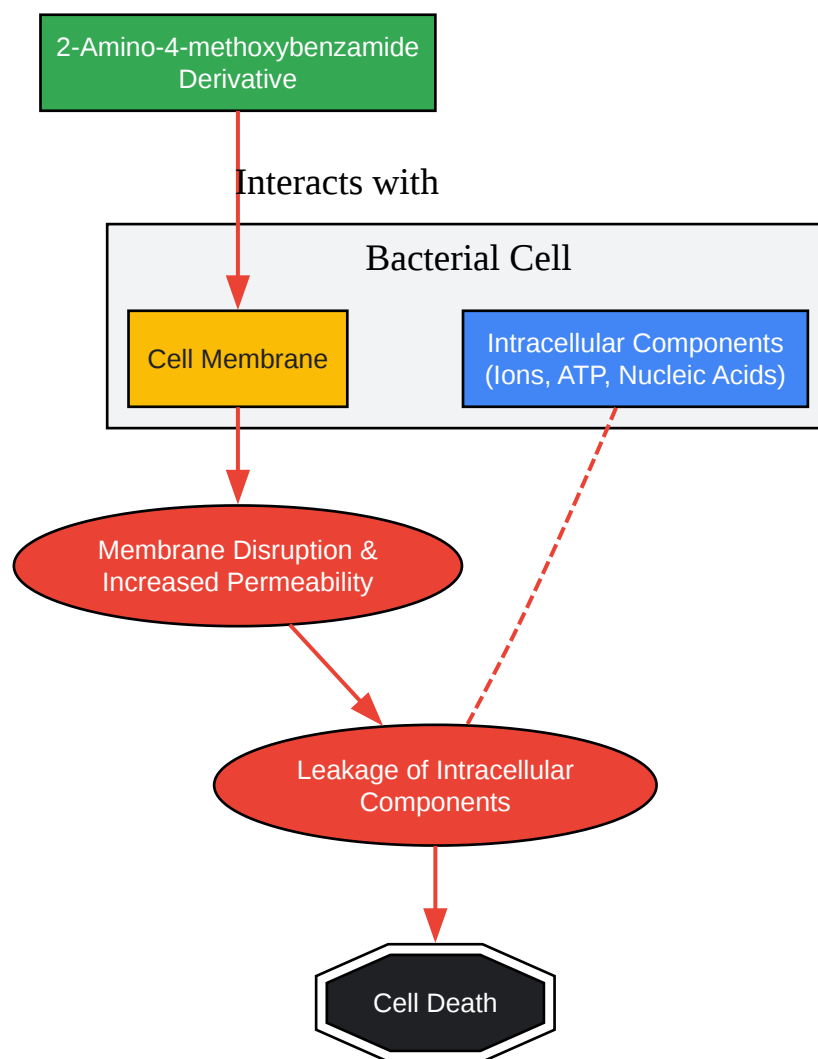 2-Amino-4-methoxybenzamide
Derivative
Interacts with
Bacterial Cell
Cell Membrane
Intracellular Components
(Ions, ATP, Nucleic Acids)
Membrane Disruption &
Increased Permeability
Leakage of Intracellular
Components
Cell Death